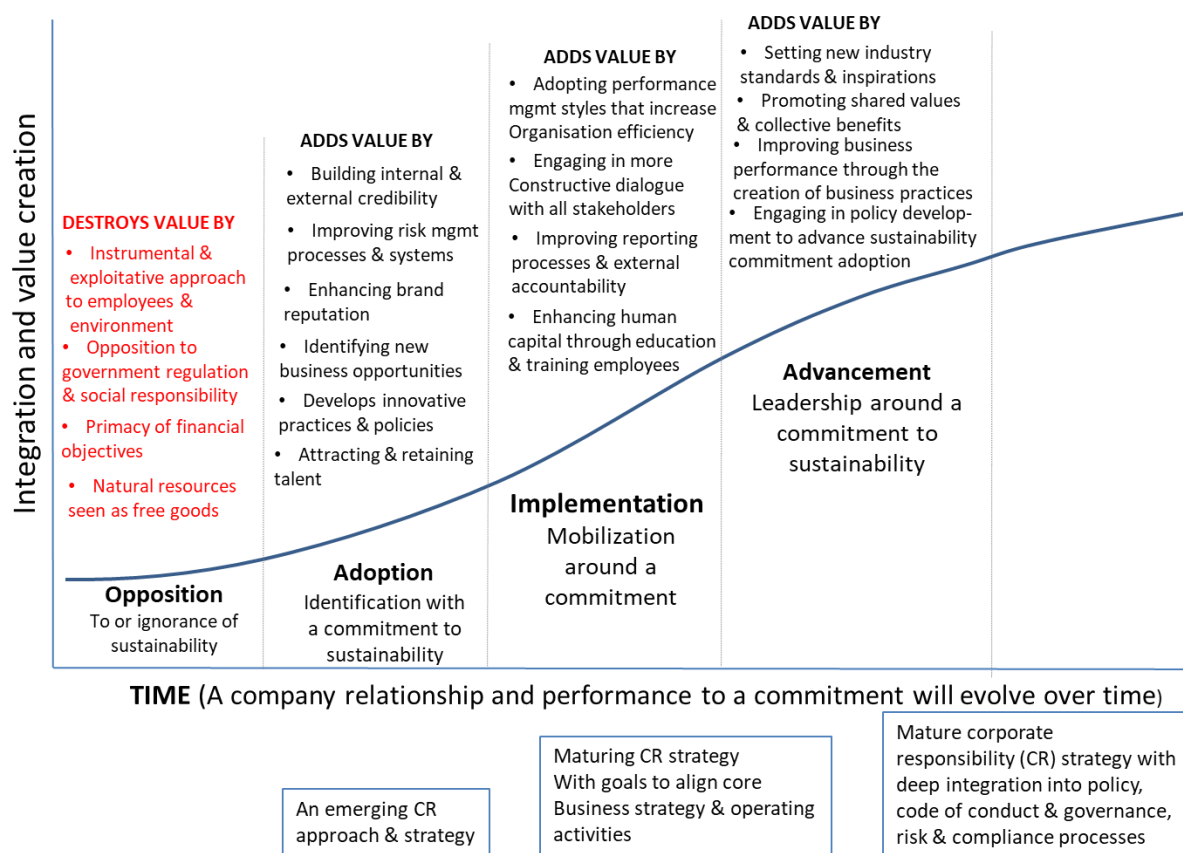 Integration and value creation
DESTROYS VALUE BY
• Instrumental &
exploitative approach
to employees &
environment
• Opposition to
government regulation
& social responsibility
• Primacy of financial
objectives
• Natural resources
seen as free goods
Opposition
To or ignorance of
sustainability
ADDS VALUE BY
• Building internal &
external credibility
• Improving risk mgmt
processes & systems
• Enhancing brand
reputation
• Identifying new
business opportunities
• Develops innovative
practices & policies
• Attracting & retaining
talent
Adoption
Identification with
a commitment to
sustainability
ADDS VALUE BY
• Adopting performance
mgmt styles that increase
Organisation efficiency
• Engaging in more
Constructive dialogue
with all stakeholders
• Improving reporting
processes & external
accountability
• Enhancing human
capital through education
& training employees
Implementation
Mobilization
around a
commitment
ADDS VALUE BY
• Setting new industry
standards & inspirations
• Promoting shared values
& collective benefits
• Improving business
performance through the
creation of business practices
• Engaging in policy develop-
ment to advance sustainability
commitment adoption
Advancement
Leadership around a
commitment to
sustainability
TIME (A company relationship and performance to a commitment will evolve over time)
An emerging CR
approach & strategy
Maturing CR strategy
With goals to align core
Business strategy & operating
activities
Mature corporate
responsibility (CR) strategy with
deep integration into policy,
code of conduct & governance,
risk & compliance processes